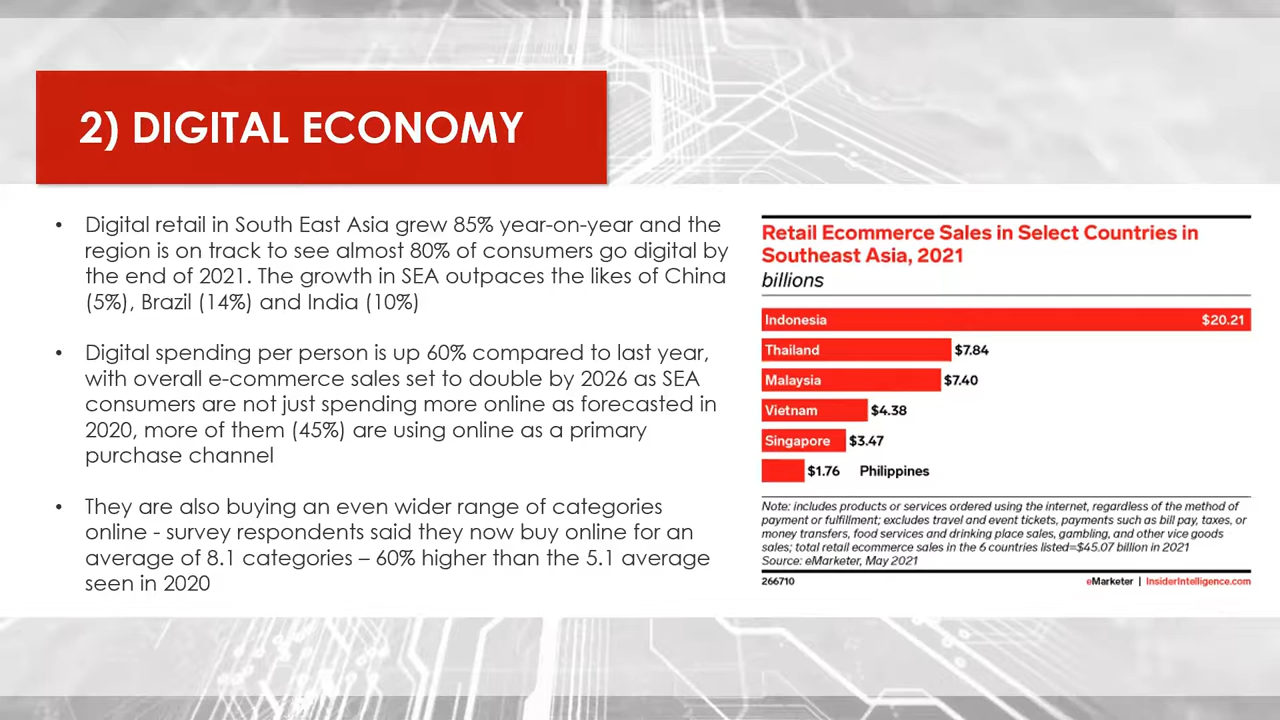 2) DIGITAL ECONOMY
• Digital retail in South East Asia grew 85% year-on-year and the
region is on track to see almost 80% of consumers go digital by
the end of 2021. The growth in SEA outpaces the likes of China
(5%), Brazil (14%) and India (10%)
• Digital spending per person is up 60% compared to last year,
with overall e-commerce sales set to double by 2026 as SEA
consumers are not just spending more online as forecasted in
2020, more of them (45%) are using online as a primary
purchase channel
• They are also buying an even wider range of categories
online - survey respondents said they now buy online for an
average of 8.1 categories – 60% higher than the 5.1 average
seen in 2020
Retail Ecommerce Sales in Select Countries in
Southeast Asia, 2021
billions
Indonesia $20.21
Thailand $7.84
Malaysia $7.40
Vietnam $4.38
Singapore $3.47
$1.76 Philippines
Note: includes products or services ordered using the internet, regardless of the method of
payment or fulfillment; excludes travel and event tickets, payments such as bill pay, taxes, or
money transfers, food services and drinking place sales, gambling, and other vice goods
sales; total retail ecommerce sales in the 6 countries listed=$45.07 billion in 2021
Source: eMarketer, May 2021
266710 eMarketer | InsiderIntelligence.com